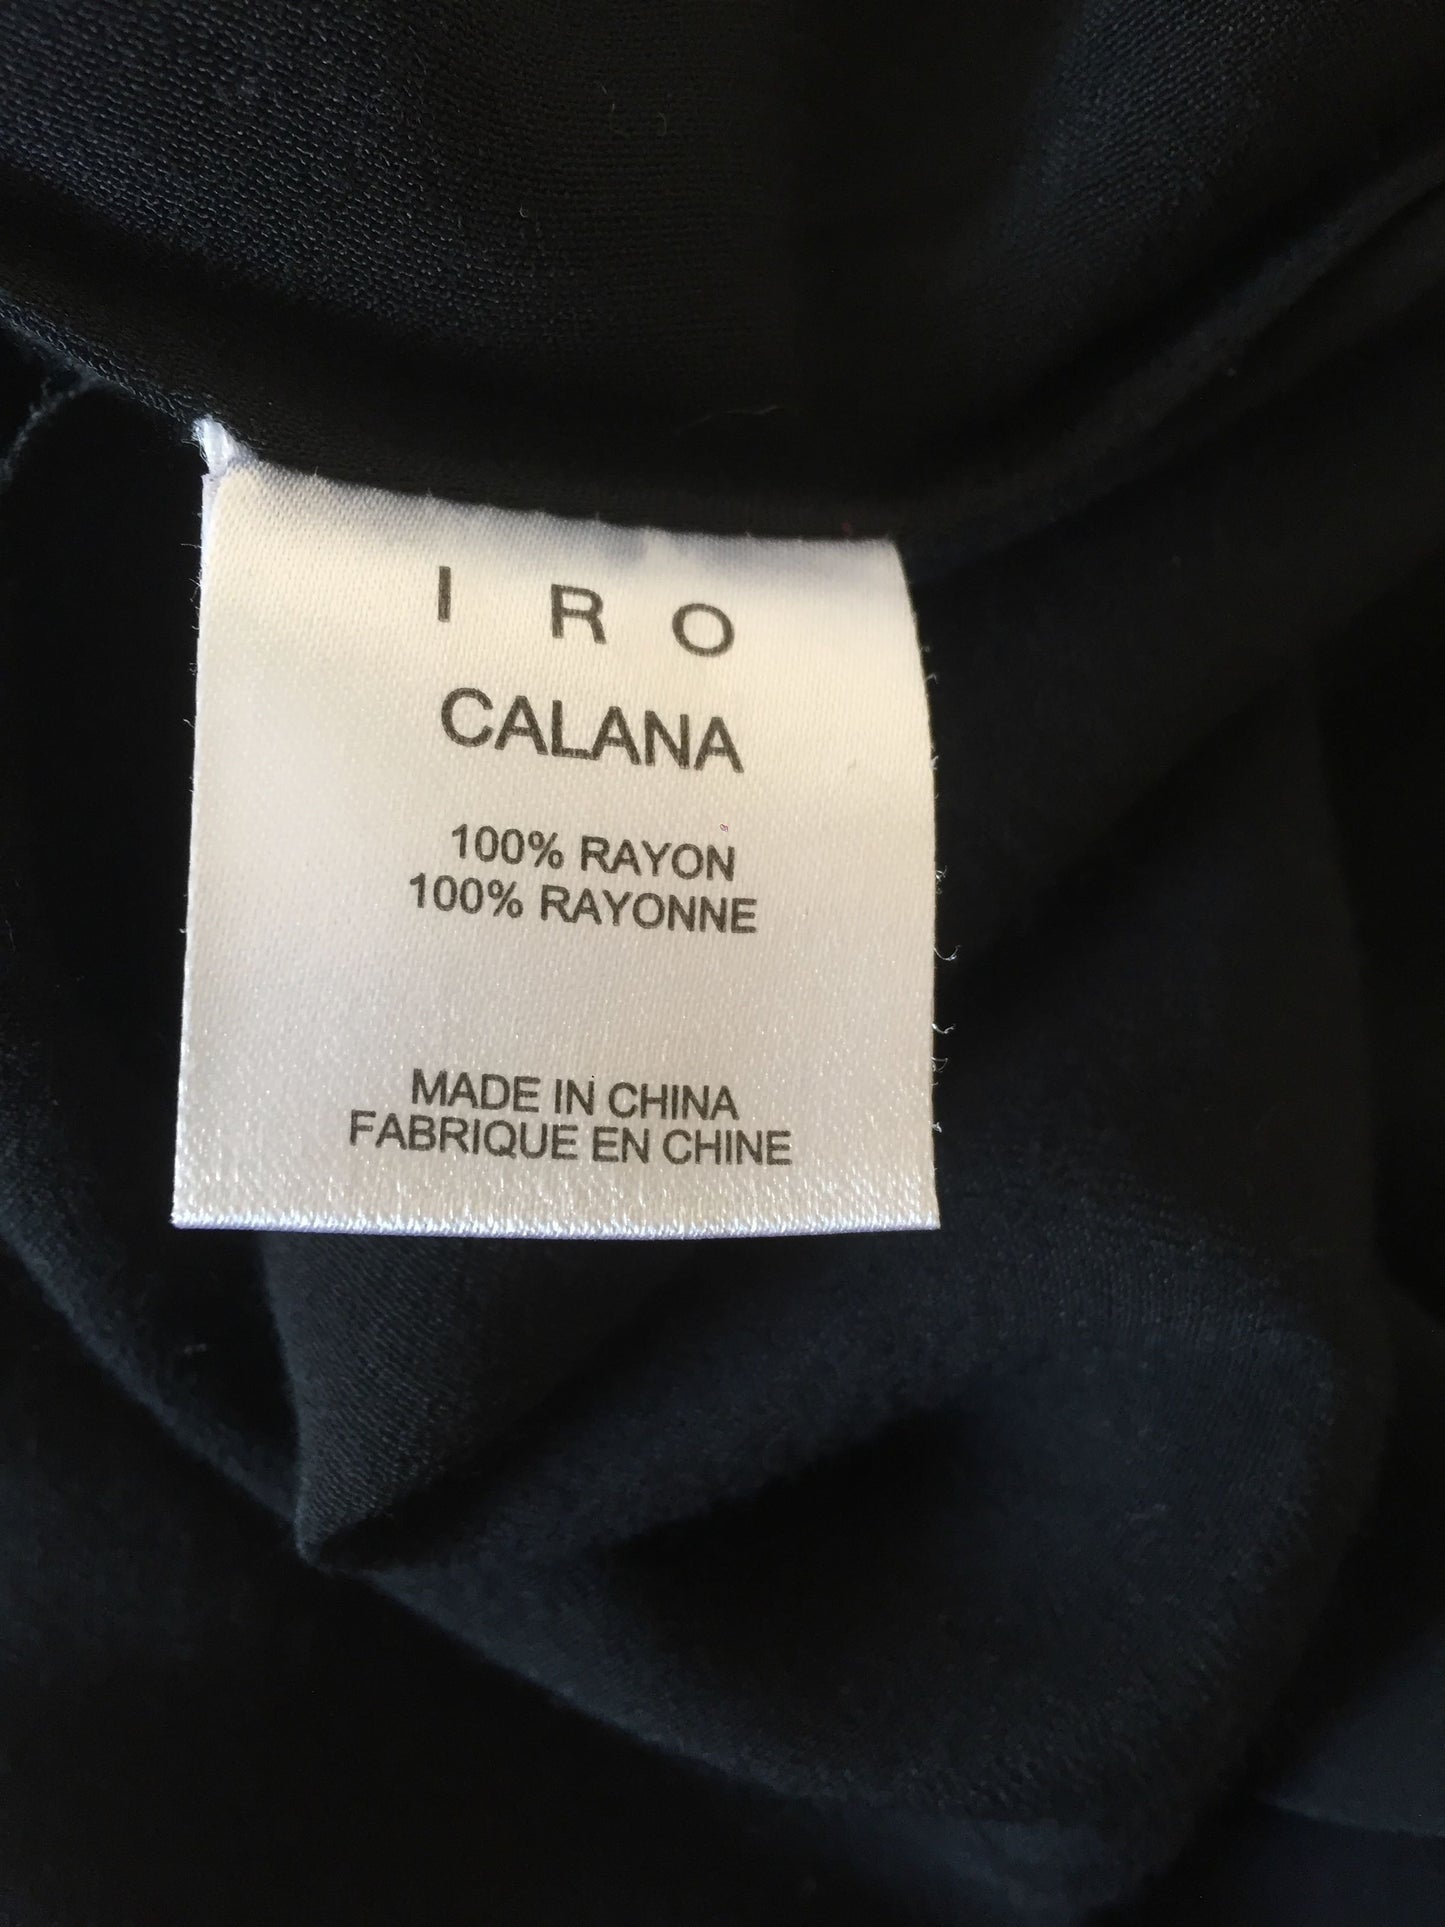 I R O
CALANA
100% RAYON
100% RAYONNE
MADE IN CHINA
FABRIQUE EN CHINE